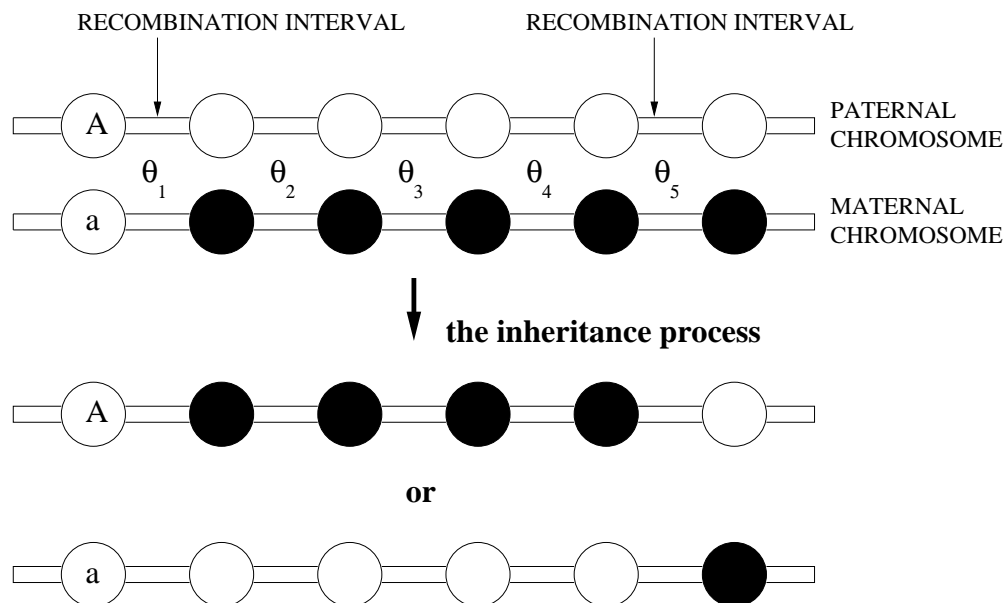 RECOMBINATION INTERVAL RECOMBINATION INTERVAL
A
PATERNAL
CHROMOSOME
θ1 θ2 θ3 θ4 θ5
a
MATERNAL
CHROMOSOME
the inheritance process
A
or
a